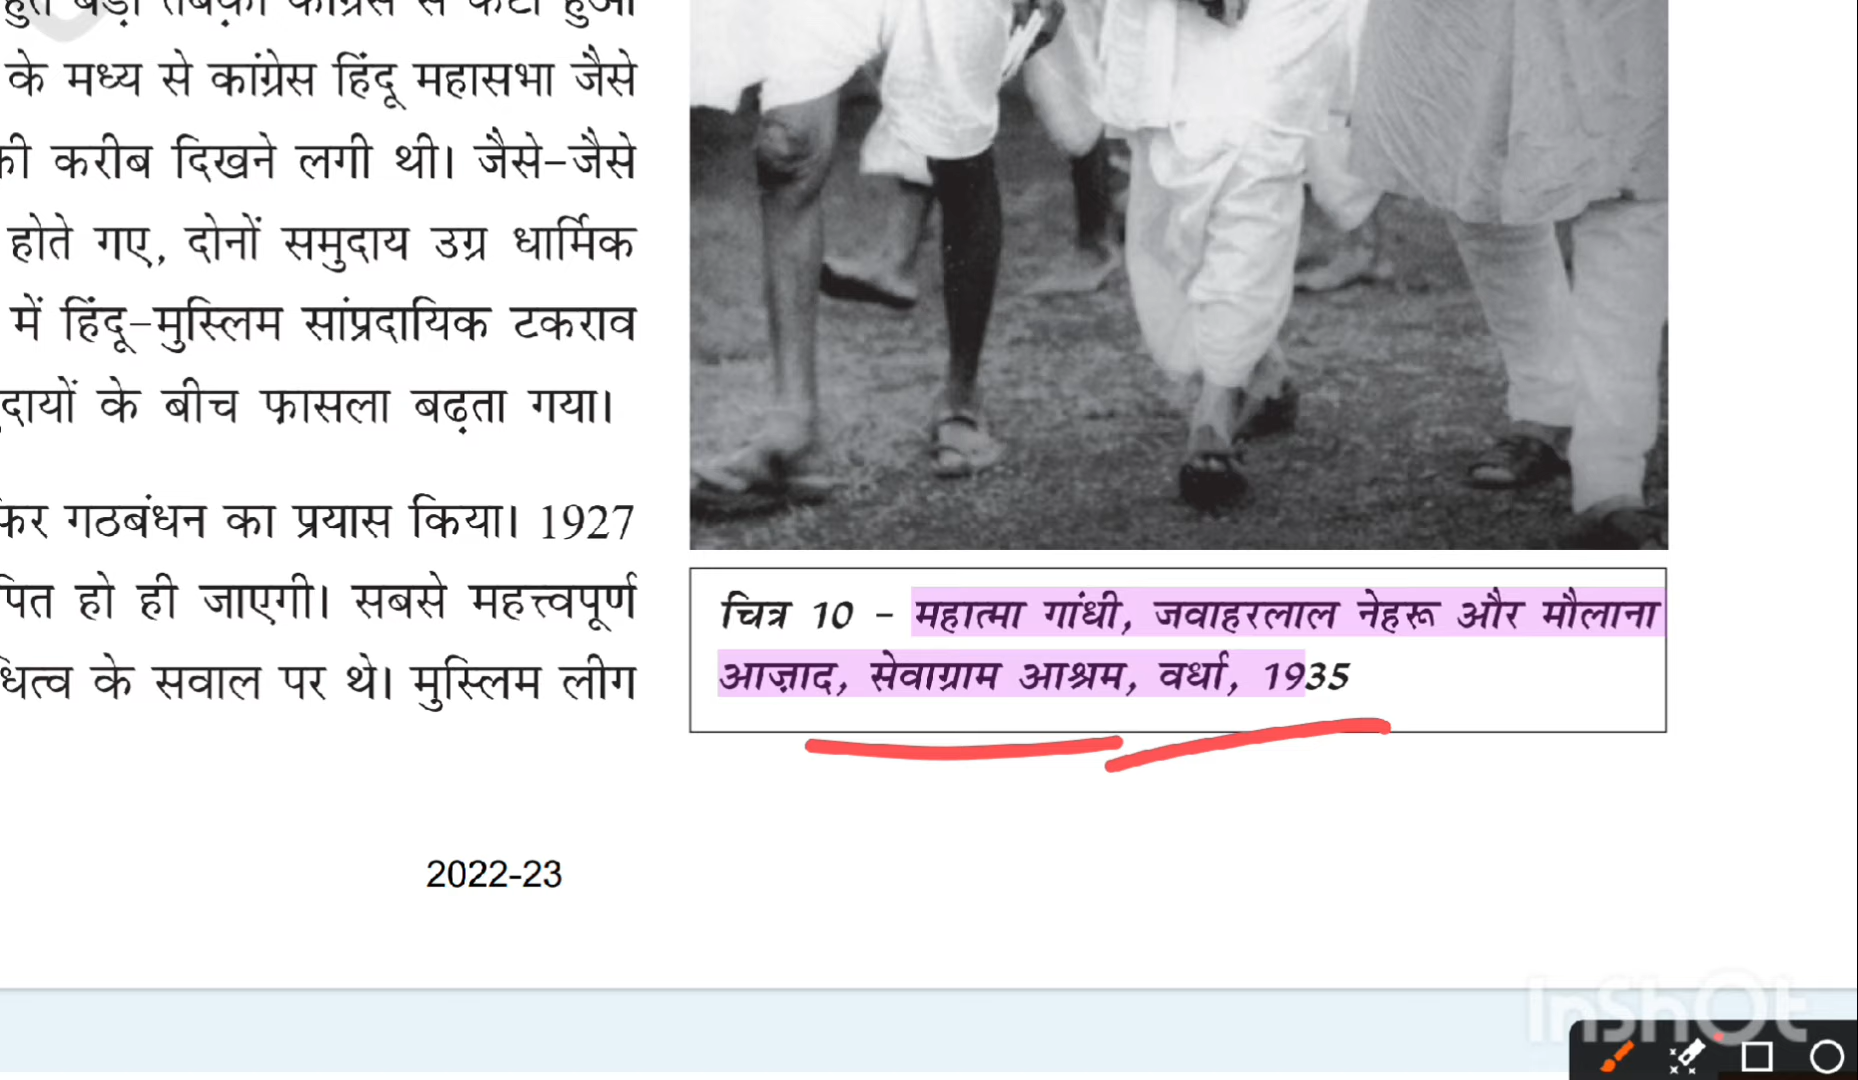 के मध्य से कांग्रेस हिंदू महासभा जैसे
की करीब दिखने लगी थी। जैसे-जैसे
होते गए, दोनों समुदाय उग्र धार्मिक
में हिंदू-मुस्लिम सांप्रदायिक टकराव
के बीच फ़ासला बढ़ता गया।
गठबंधन का प्रयास किया। 1927
हो ही जाएगी। सबसे महत्त्वपूर्ण
के सवाल पर थे। मुस्लिम लीग
चित्र 10 - महात्मा गांधी, जवाहरलाल नेहरू और मौलाना
आज़ाद, सेवाग्राम आश्रम, वर्धा, 1935
2022-23
InShOt